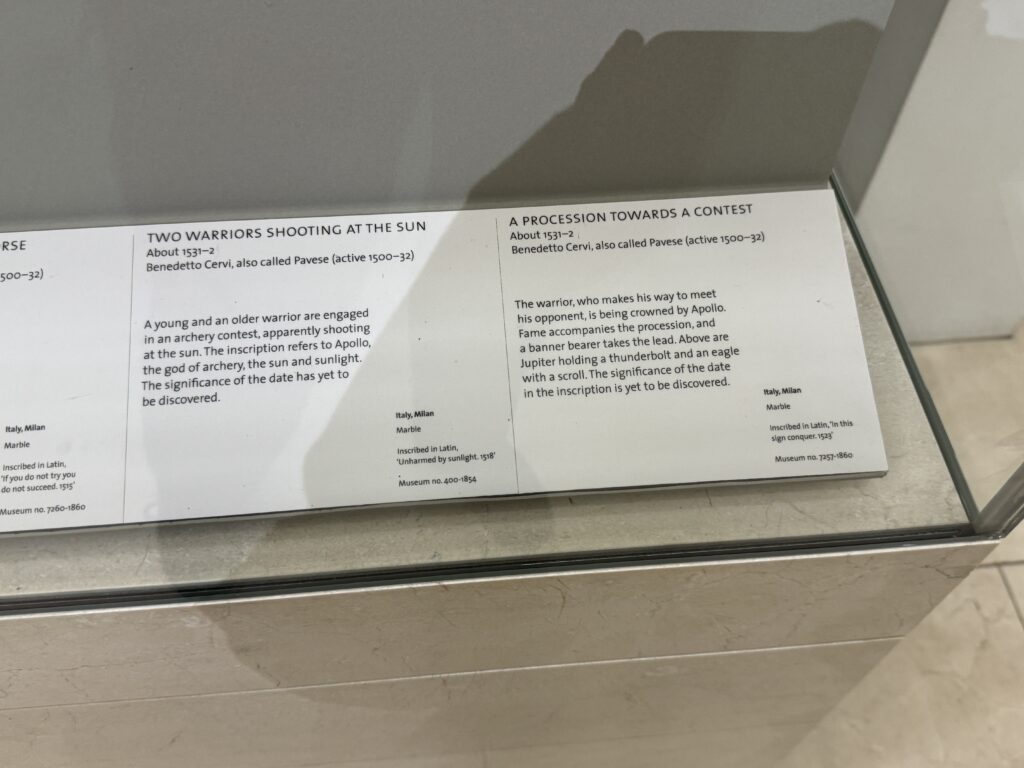 RSE
500–32)
Italy, Milan
Marble
Inscribed in Latin,
'If you do not try you
do not succeed. 1515'
Museum no. 7260-1860
TWO WARRIORS SHOOTING AT THE SUN
About 1531–2
Benedetto Cervi, also called Pavese (active 1500–32)
A young and an older warrior are engaged
in an archery contest, apparently shooting
at the sun. The inscription refers to Apollo,
the god of archery, the sun and sunlight.
The significance of the date has yet to
be discovered.
Italy, Milan
Marble
Inscribed in Latin,
'Unharmed by sunlight. 1518'
Museum no. 400-1854
A PROCESSION TOWARDS A CONTEST
About 1531–2
Benedetto Cervi, also called Pavese (active 1500–32)
The warrior, who makes his way to meet
his opponent, is being crowned by Apollo.
Fame accompanies the procession, and
a banner bearer takes the lead. Above are
Jupiter holding a thunderbolt and an eagle
with a scroll. The significance of the date
in the inscription is yet to be discovered.
Italy, Milan
Marble
Inscribed in Latin, 'In this
sign conquer. 1523'
Museum no. 7257-1860